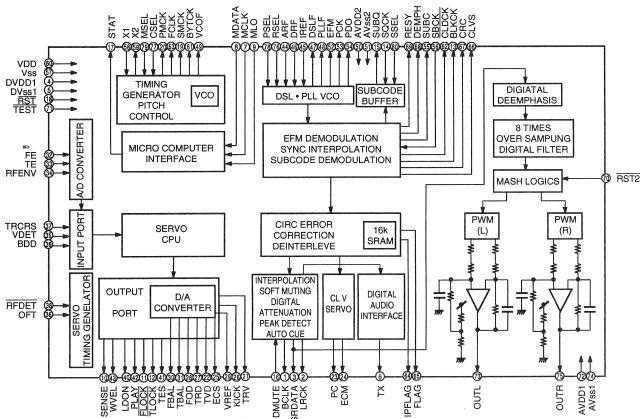 STAT
X1
X2
MSEL
CSEL
PMCK
FCLK
SMCK
BYTCK
VCOF
MDATA
MCLK
MLO
PSEL
RSEL
ARF
DRF
IREF
DSLF
PLLF
EFM
PCK
PDO
AVDD2
AVss2
SUBQ
SQCK
SSEL
RESY
DEMPH
SUBC
SBCK
CLDCK
BLKCK
CRC
CLVS
VDD
Vss
DVDD1
DVss1
RST
TEST
FE
TE
RFENV
TRCRS
VDET
BDD
RFDET
OFT
TIMING
GENERATOR
PITCH
CONTROL
VCO
MICRO COMPUTER
INTERFACE
A/D CONVERTER
INPUT PORT
SERVO
TIMING GENELATOR
SERVO
CPU
OUTPUT
PORT
D/A
CONVERTER
DSL • PLL VCO
SUBCODE
BUFFER
EFM DEMODULATION
SYNC INTERPOLATION
SUBCODE DEMODULATION
CIRC ERROR
CORRECTION
DEINTERLEVE
16k
SRAM
INTERPOLATION
SOFT MUTING
DIGITAL
ATTENUATION
PEAK DETECT
AUTO CUE
CL V
SERVO
DIGITAL
AUDIO
INTERFACE
DIGIATAL
DEEMPHASIS
8 TIMES
OVER SAMPUNG
DIGITAL FILTER
MASH LOGICS
RST2
PWM
(L)
PWM
(R)
SENSE
WVEL
LDON
PLAY
FLOCK
TLOCK
TES
FBAL
TBAL
FOD
TRD
TVD
ECS
VREF
KICK
TRV
DMUTE
BCLK
SRDATA
LRCK
PC
ECM
TX
IPFLAG
FLAG
OUTL
OUTR
AVDD1
AVss1